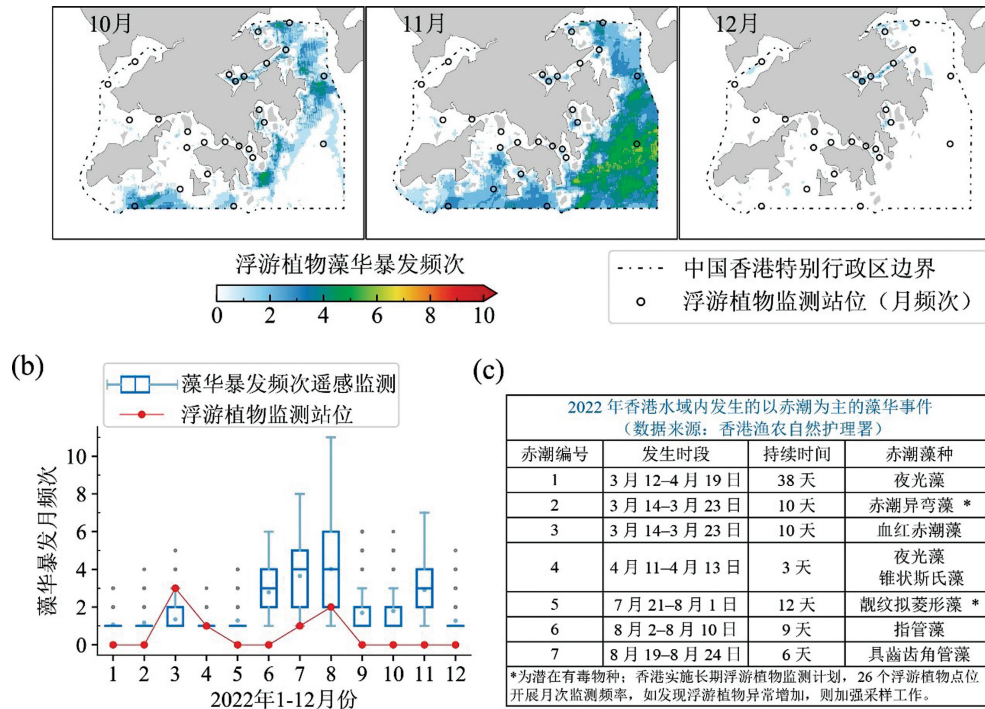 10月
11月
12月
浮游植物藻华暴发频次
0 2 4 6 8 10
中国香港特别行政区边界
浮游植物监测站位（月频次）
(b)
藻华暴发频次遥感监测
浮游植物监测站位
藻华暴发月频次
10
8
6
4
2
0
1 2 3 4 5 6 7 8 9 10 11 12
2022年1-12月份
(c)
2022 年香港水域内发生的以赤潮为主的藻华事件
（数据来源：香港渔农自然护理署）
赤潮编号 发生时段 持续时间 赤潮藻种
1 3 月 12–4 月 19 日 38 天 夜光藻
2 3 月 14–3 月 23 日 10 天 赤潮异弯藻 *
3 3 月 14–3 月 23 日 10 天 血红赤潮藻
4 4 月 11–4 月 13 日 3 天 夜光藻
锥状斯氏藻
5 7 月 21–8 月 1 日 12 天 靓纹拟菱形藻 *
6 8 月 2–8 月 10 日 9 天 指管藻
7 8 月 19–8 月 24 日 6 天 具齿齿角管藻
*为潜在有毒物种；香港实施长期浮游植物监测计划，26 个浮游植物点位
开展月次监测频率，如发现浮游植物异常增加，则加强采样工作。